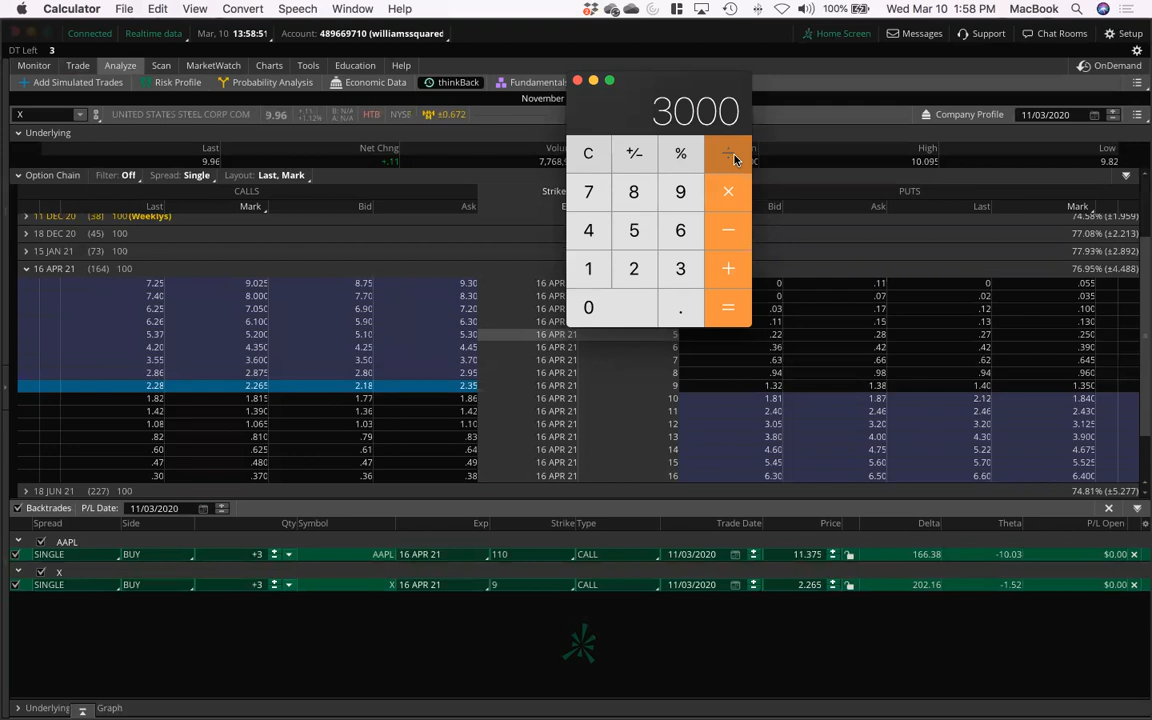 Calculator File Edit View Convert Speech Window Help 100% Wed Mar 10 1:58 PM MacBook
Connected Realtime data Mar, 10 13:58:51 Account: 489669710 (williamssquared Home Screen Messages Support Chat Rooms Setup
DT Left 3
Monitor Trade Analyze Scan MarketWatch Charts Tools Education Help OnDemand
Add Simulated Trades Risk Profile Probability Analysis Economic Data thinkBack Fundamentals
November
X UNITED STATES STEEL CORP COM 9.96 +.11 +1.12% B: N/A A: N/A HTB NYSE ±0.672 Company Profile 11/03/2020
Underlying
Last Net Chng Volu High Low
9.96 +.11 7,768, 10.095 9.82
Option Chain Filter: Off Spread: Single Layout: Last, Mark
CALLS Strike PUTS
Last Mark Bid Ask Bid Ask Last Mark
11 DEC 20 (38) 100 (Weeklys) 74.58% (±1.959)
18 DEC 20 (45) 100 77.08% (±2.213)
15 JAN 21 (73) 100 77.93% (±2.892)
16 APR 21 (164) 100 76.95% (±4.488)
7.25 9.025 8.75 9.30 16 APR 0 .11 0 .055
7.40 8.000 7.70 8.30 16 APR 0 .07 .02 .035
6.25 7.050 6.90 7.20 16 APR .03 .17 .12 .100
6.26 6.100 5.90 6.30 16 APR .11 .15 .13 .130
5.37 5.200 5.10 5.30 16 APR 21 5 .22 .28 .27 .250
4.20 4.350 4.25 4.45 16 APR 21 6 .36 .42 .42 .390
3.55 3.600 3.55 3.70 16 APR 21 7 .63 .66 .62 .645
2.86 2.875 2.80 2.95 16 APR 21 8 .94 .98 .94 .960
2.28 2.265 2.18 2.35 16 APR 21 9 1.32 1.38 1.40 1.350
1.82 1.815 1.77 1.86 16 APR 21 10 1.81 1.87 2.12 1.840
1.42 1.390 1.36 1.42 16 APR 21 11 2.40 2.46 2.46 2.430
1.08 1.065 1.03 1.10 16 APR 21 12 3.05 3.20 3.22 3.125
.82 .810 .79 .83 16 APR 21 13 3.80 4.00 4.30 3.900
.60 .625 .61 .64 16 APR 21 14 4.60 4.75 5.22 4.675
.47 .480 .47 .49 16 APR 21 15 5.45 5.60 5.70 5.525
.30 .370 .36 .38 16 APR 21 16 6.30 6.50 6.60 6.400
18 JUN 21 (227) 100 74.81% (±5.277)
3000
C +/− % ÷
7 8 9 ×
4 5 6 −
1 2 3 +
0 . =
Backtrades P/L Date: 11/03/2020
Spread Side Qty Symbol Exp Strike Type Trade Date Price Delta Theta P/L Open
AAPL
SINGLE BUY +3 AAPL 16 APR 21 110 CALL 11/03/2020 11.375 166.38 -10.03 $0.00
X
SINGLE BUY +3 X 16 APR 21 9 CALL 11/03/2020 2.265 202.16 -1.52 $0.00
Underlying Graph